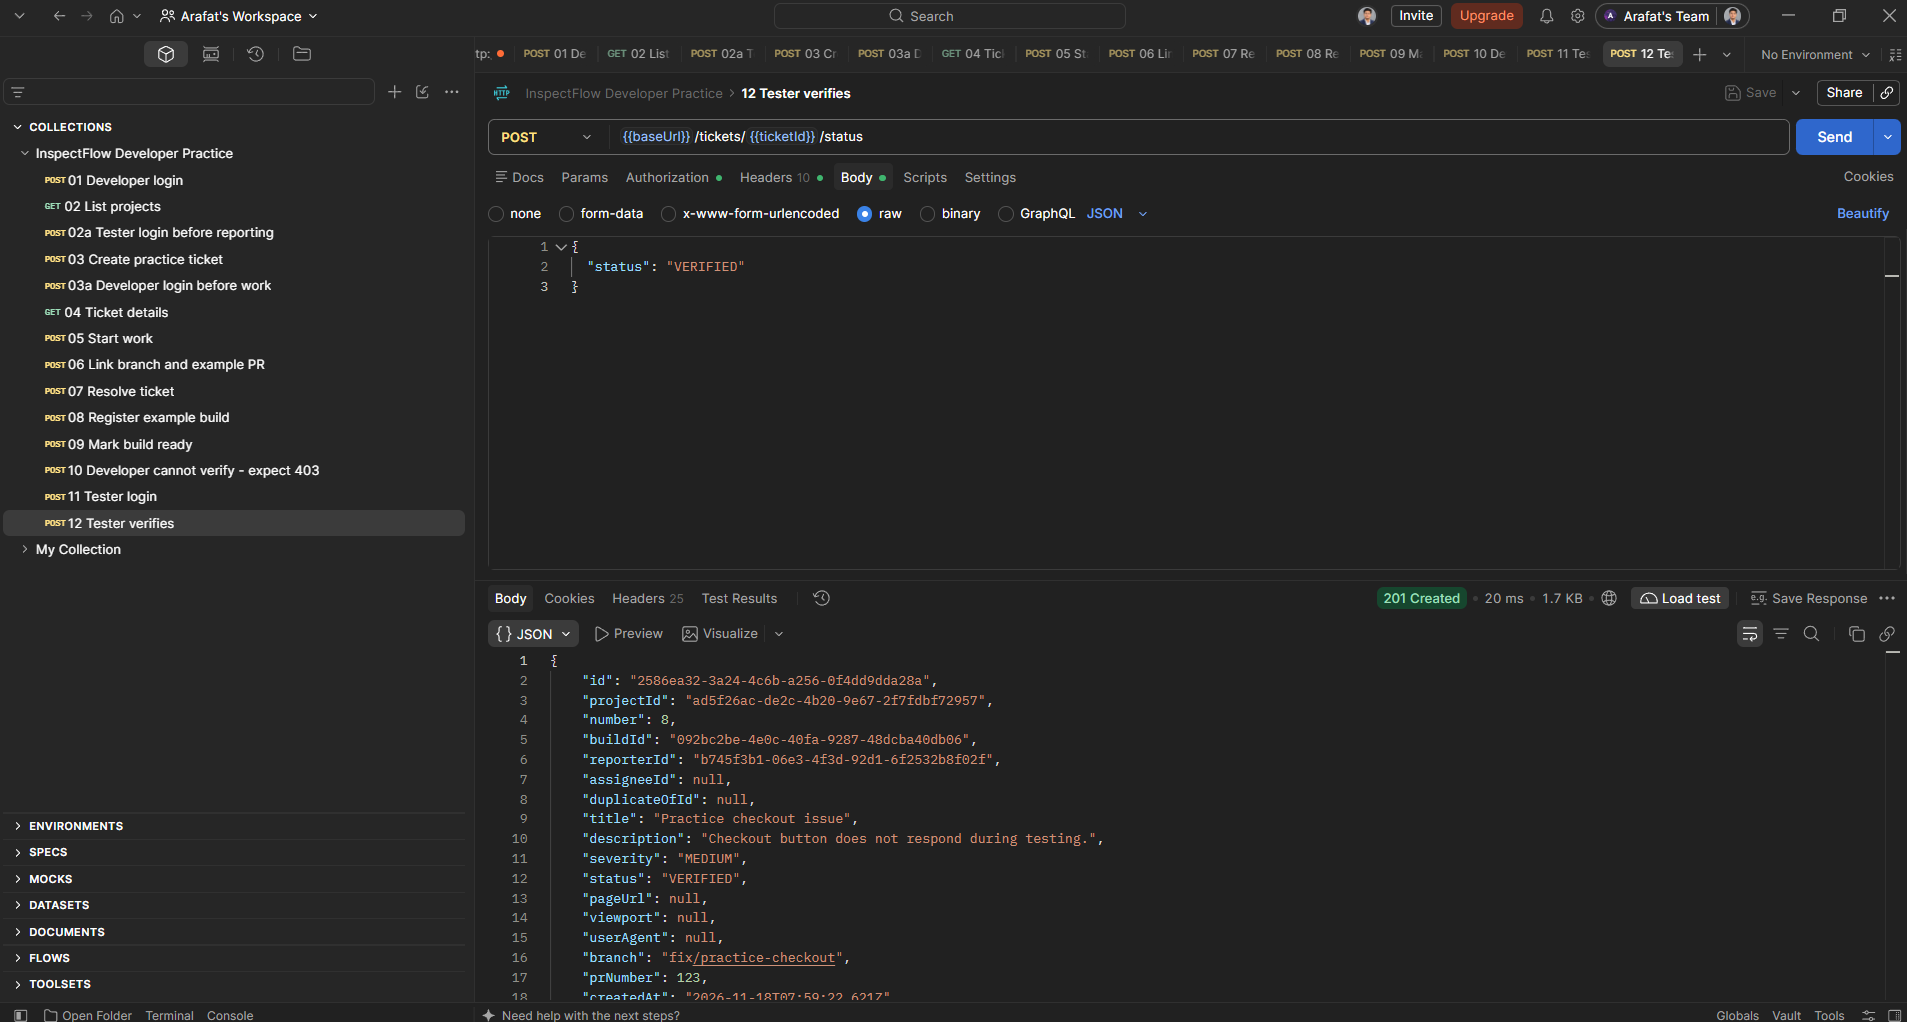 Arafat's Workspace
Search
Invite
Upgrade
A
Arafat's Team
tp:
POST 01 De
GET 02 List
POST 02a T
POST 03 Cr
POST 03a D
GET 04 Tic
POST 05 St
POST 06 Lir
POST 07 Re
POST 08 Re
POST 09 Ma
POST 10 De
POST 11 Tes
POST 12 Te
No Environment
HTTP
InspectFlow Developer Practice > 12 Tester verifies
Save
Share
COLLECTIONS
InspectFlow Developer Practice
POST 01 Developer login
GET 02 List projects
POST 02a Tester login before reporting
POST 03 Create practice ticket
POST 03a Developer login before work
GET 04 Ticket details
POST 05 Start work
POST 06 Link branch and example PR
POST 07 Resolve ticket
POST 08 Register example build
POST 09 Mark build ready
POST 10 Developer cannot verify - expect 403
POST 11 Tester login
POST 12 Tester verifies
My Collection
ENVIRONMENTS
SPECS
MOCKS
DATASETS
DOCUMENTS
FLOWS
TOOLSETS
POST
{{baseUrl}} /tickets/ {{ticketId}} /status
Send
Docs
Params
Authorization
Headers 10
Body
Scripts
Settings
Cookies
none
form-data
x-www-form-urlencoded
raw
binary
GraphQL
JSON
Beautify
1 {
2 "status": "VERIFIED"
3 }
Body
Cookies
Headers 25
Test Results
201 Created
20 ms
1.7 KB
Load test
e.g. Save Response
{} JSON
Preview
Visualize
1 {
2 "id": "2586ea32-3a24-4c6b-a256-0f4dd9dda28a",
3 "projectId": "ad5f26ac-de2c-4b20-9e67-2f7fdbf72957",
4 "number": 8,
5 "buildId": "092bc2be-4e0c-40fa-9287-48dcba40db06",
6 "reporterId": "b745f3b1-06e3-4f3d-92d1-6f2532b8f02f",
7 "assigneeId": null,
8 "duplicateOfId": null,
9 "title": "Practice checkout issue",
10 "description": "Checkout button does not respond during testing.",
11 "severity": "MEDIUM",
12 "status": "VERIFIED",
13 "pageUrl": null,
14 "viewport": null,
15 "userAgent": null,
16 "branch": "fix/practice-checkout",
17 "prNumber": 123,
18 "createdAt": "2026-11-18T07:59:22.621Z"
Open Folder
Terminal
Console
Need help with the next steps?
Globals
Vault
Tools